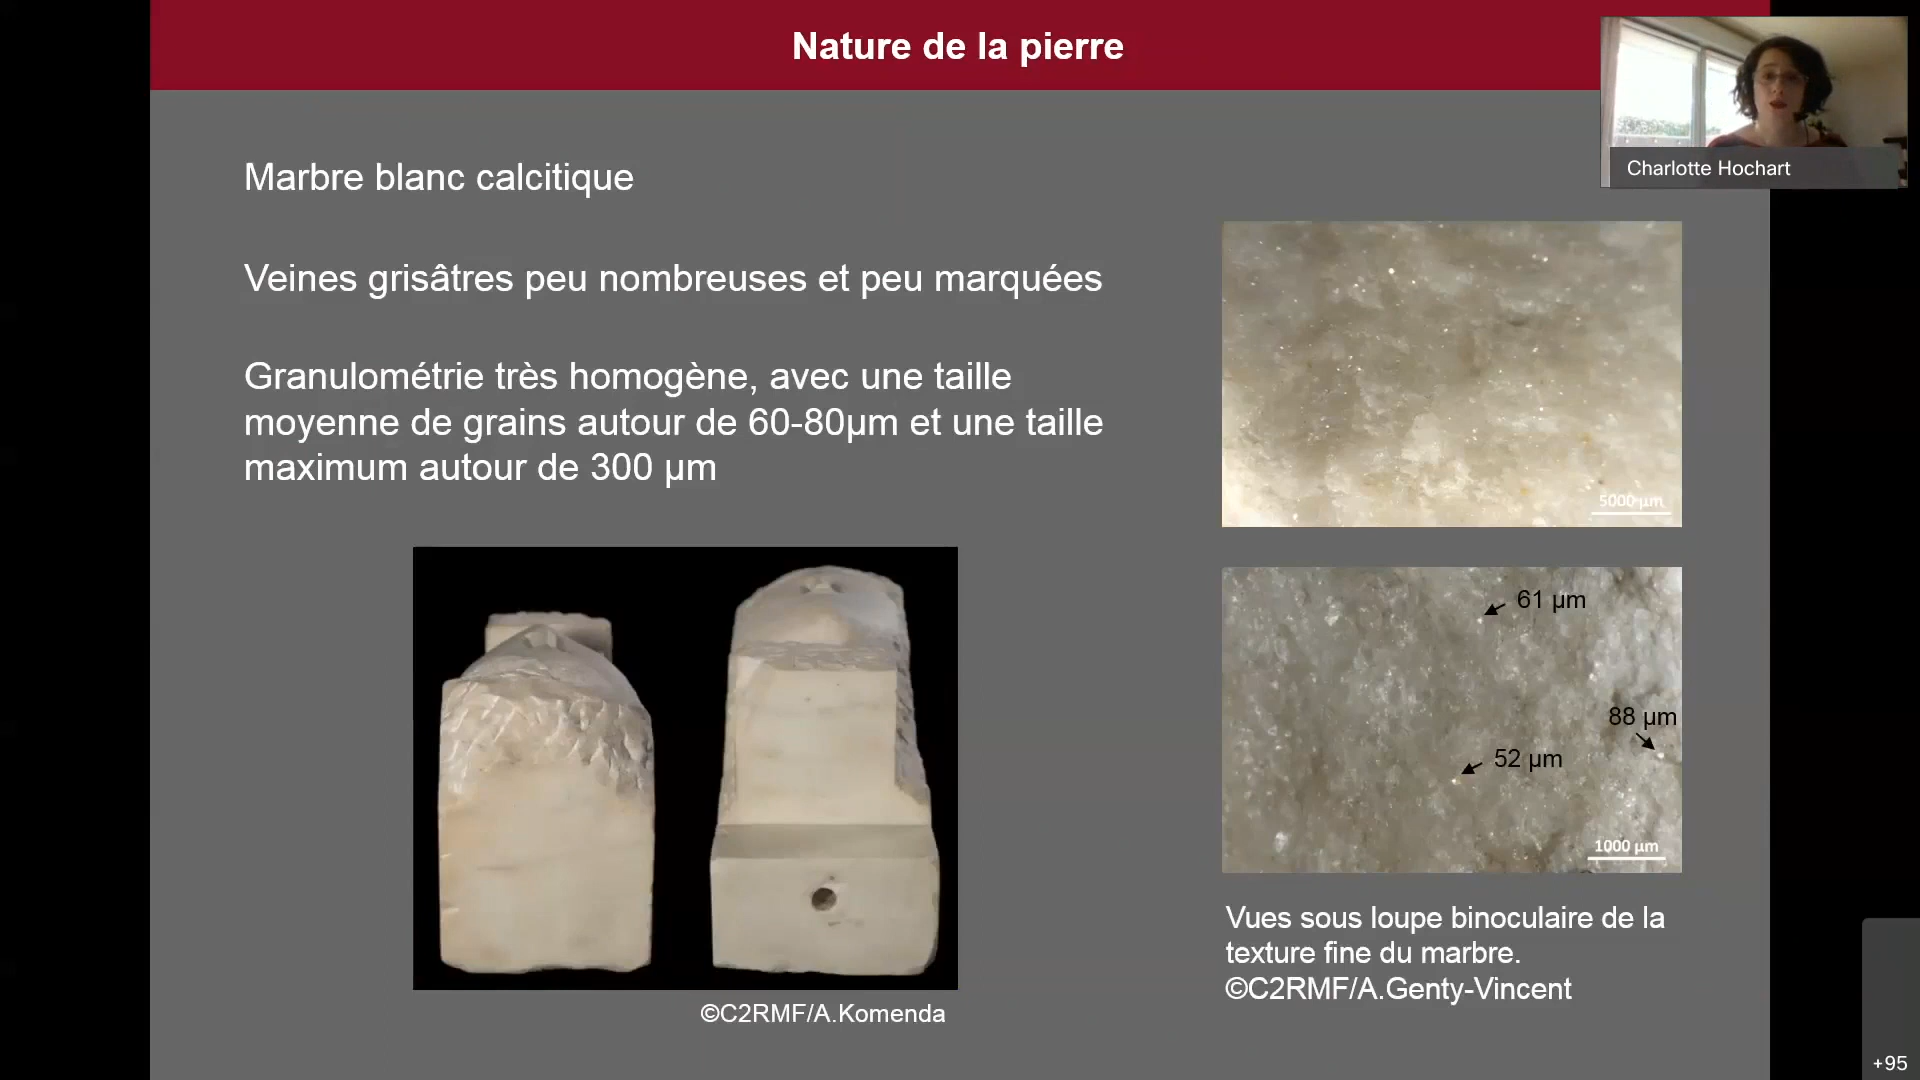 Nature de la pierre
Charlotte Hochart
Marbre blanc calcitique
Veines grisâtres peu nombreuses et peu marquées
Granulométrie très homogène, avec une taille
moyenne de grains autour de 60-80µm et une taille
maximum autour de 300 µm
5000 µm
61 µm
88 µm
52 µm
1000 µm
Vues sous loupe binoculaire de la
texture fine du marbre.
©C2RMF/A.Genty-Vincent
©C2RMF/A.Komenda
+95